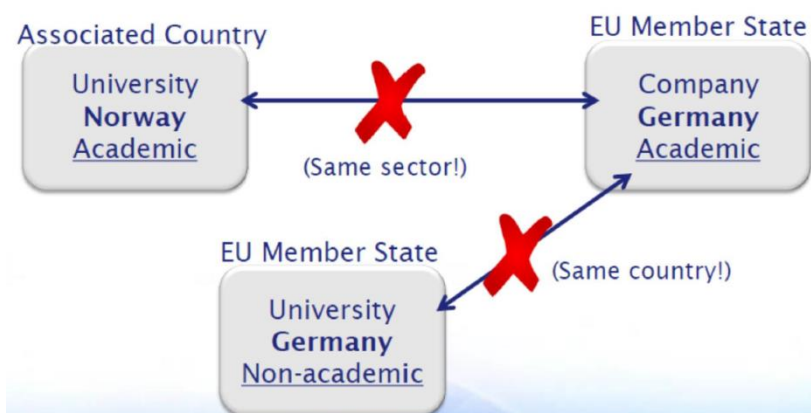 Associated Country
University
Norway
Academic
EU Member State
Company
Germany
Academic
(Same sector!)
EU Member State
University
Germany
Non-academic
(Same country!)